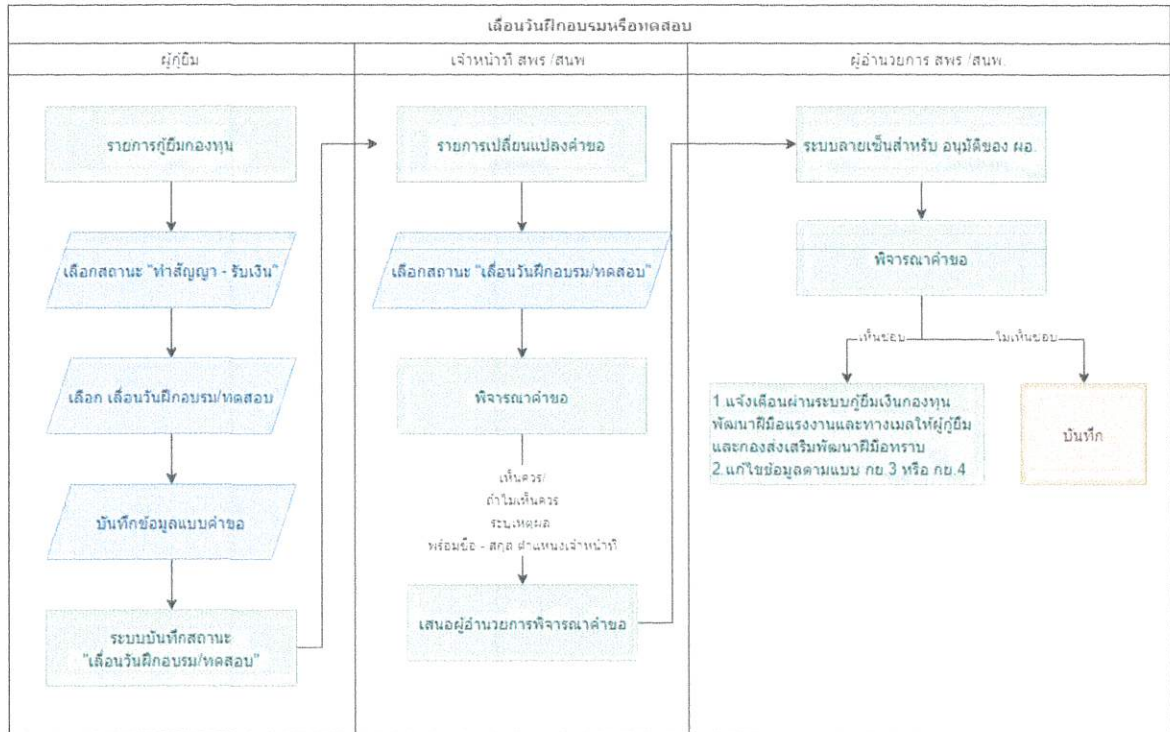 เลื่อนวันฝึกอบรมหรือทดสอบ
ผู้กู้ยืม
เจ้าหน้าที่ สพร /สนพ
ผู้อำนวยการ สพร /สนพ.
รายการกู้ยืมกองทุน
เลือกสถานะ "ทำสัญญา - รับเงิน"
เลือก เลื่อนวันฝึกอบรม/ทดสอบ
บันทึกข้อมูลแบบคำขอ
ระบบบันทึกสถานะ
"เลื่อนวันฝึกอบรม/ทดสอบ"
รายการเปลี่ยนแปลงคำขอ
เลือกสถานะ "เลื่อนวันฝึกอบรม/ทดสอบ"
พิจารณาคำขอ
เห็นควร/
ถ้าไม่เห็นควร
ระบุเหตุผล
พร้อมชื่อ - สกุล ตำแหน่งเจ้าหน้าที่
เสนอผู้อำนวยการพิจารณาคำขอ
ระบบลายเซ็นสำหรับ อนุมัติของ ผอ.
พิจารณาคำขอ
เห็นชอบ
ไม่เห็นชอบ
1.แจ้งเตือนผ่านระบบกู้ยืมเงินกองทุน
พัฒนาฝีมือแรงงานและทางเมลให้ผู้กู้ยืม
และกองส่งเสริมพัฒนาฝีมือทราบ
2.แก้ไขข้อมูลตามแบบ กย.3 หรือ กย.4
บันทึก